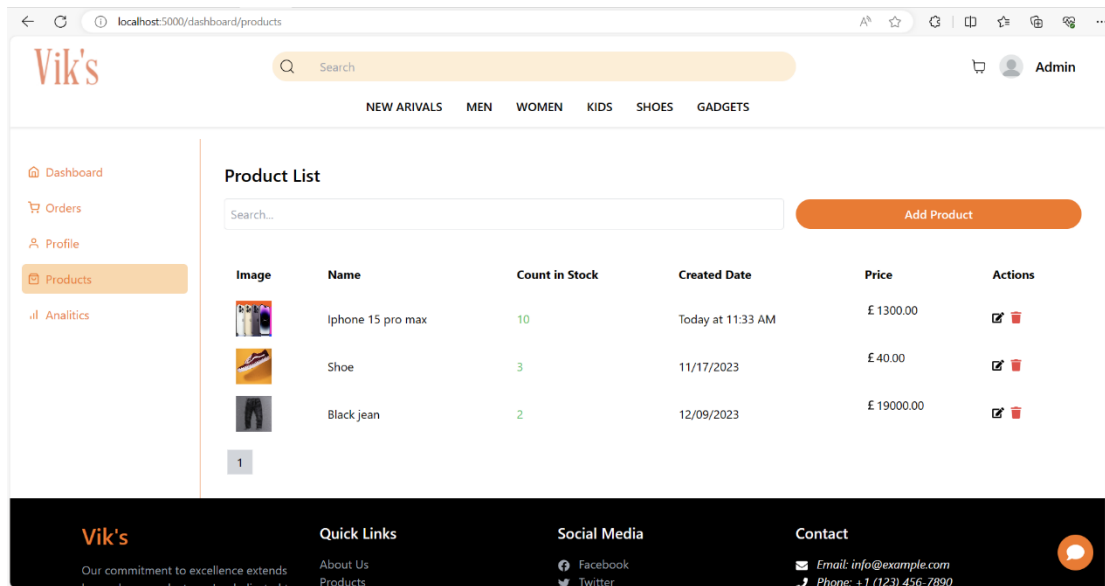 localhost:5000/dashboard/products
Vik's
Search
Admin
NEW ARIVALS MEN WOMEN KIDS SHOES GADGETS
Dashboard
Orders
Profile
Products
Analitics
Product List
Search...
Add Product
Image Name Count in Stock Created Date Price Actions
Iphone 15 pro max 10 Today at 11:33 AM £ 1300.00
Shoe 3 11/17/2023 £ 40.00
Black jean 2 12/09/2023 £ 19000.00
1
Vik's Quick Links Social Media Contact
Our commitment to excellence extends About Us Facebook Email: info@example.com
Products Twitter Phone: +1 (123) 456-7890